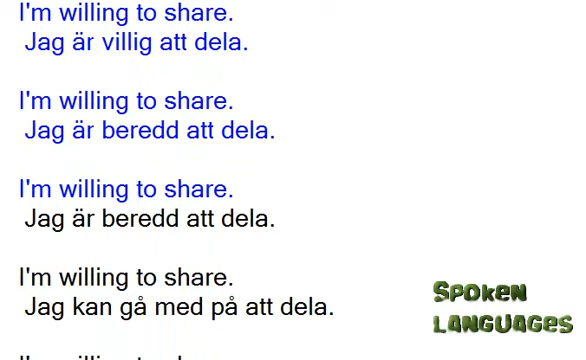 I'm willing to share.
Jag är villig att dela.
I'm willing to share.
Jag är beredd att dela.
I'm willing to share.
Jag är beredd att dela.
I'm willing to share.
Jag kan gå med på att dela.
Spoken
Languages